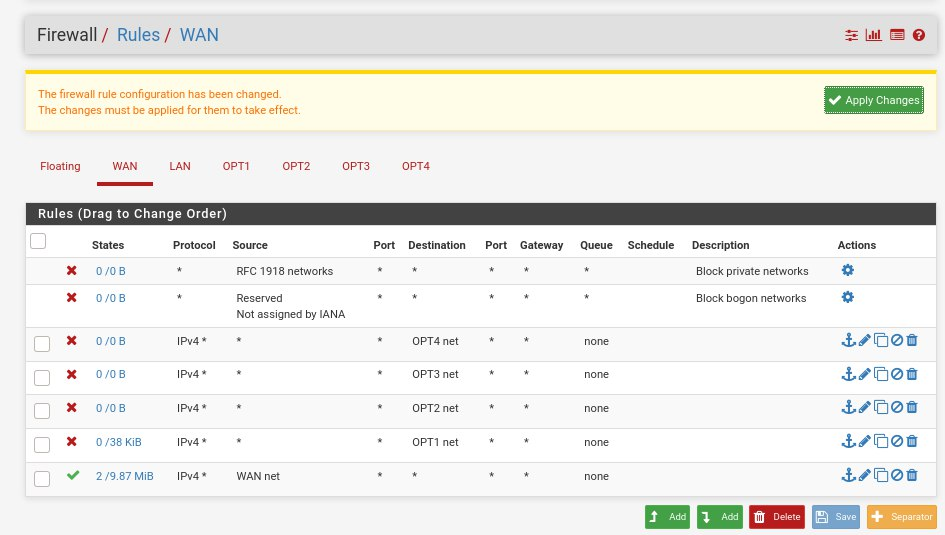 Firewall / Rules / WAN
The firewall rule configuration has been changed.
The changes must be applied for them to take effect.
Apply Changes
Floating WAN LAN OPT1 OPT2 OPT3 OPT4
Rules (Drag to Change Order)
States Protocol Source Port Destination Port Gateway Queue Schedule Description Actions
0 /0 B * RFC 1918 networks * * * * * Block private networks
0 /0 B * Reserved * * * * * Block bogon networks
Not assigned by IANA
0 /0 B IPv4 * * * OPT4 net * * none
0 /0 B IPv4 * * * OPT3 net * * none
0 /0 B IPv4 * * * OPT2 net * * none
0 /38 KiB IPv4 * * * OPT1 net * * none
2 /9.87 MiB IPv4 * WAN net * * * * none
Add Add Delete Save Separator